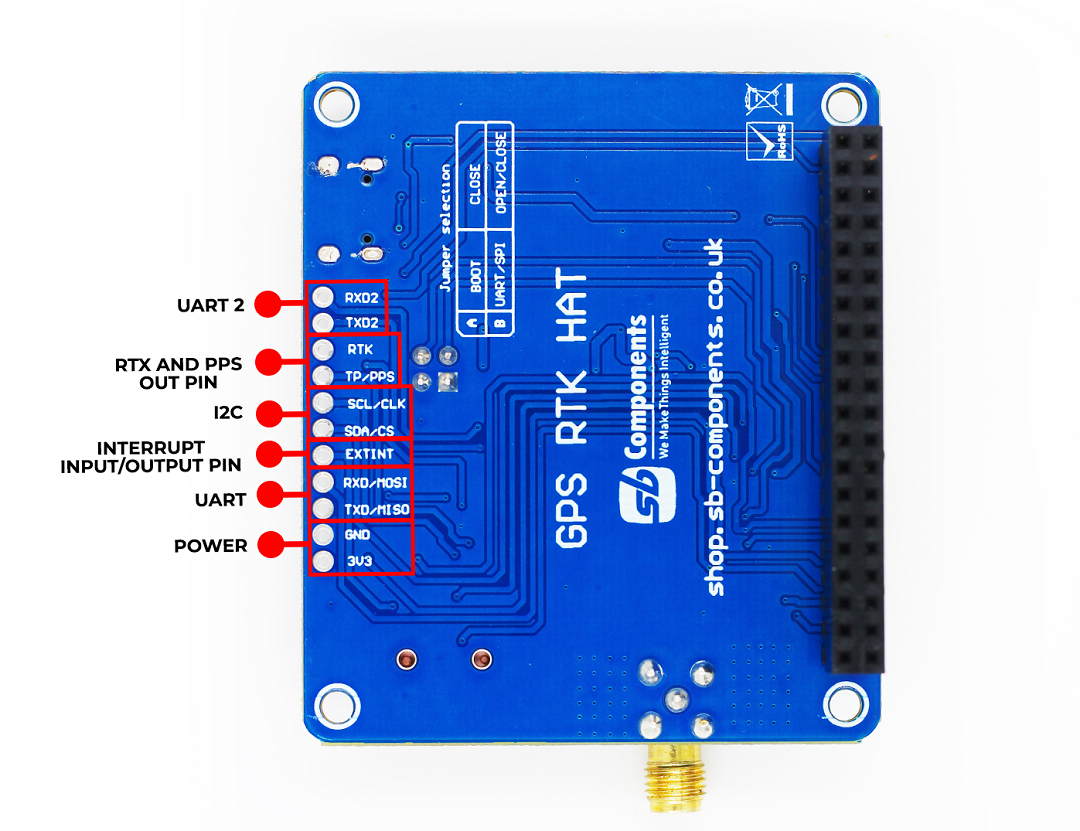 UART 2
RTX AND PPS
OUT PIN
I2C
INTERRUPT
INPUT/OUTPUT PIN
UART
POWER
RXD2
TXD2
RTK
TP/PPS
SCL/CLK
SDA/CS
EXTINT
RXD/MOSI
TXD/MISO
GND
3V3
Jumper selection
A BOOT CLOSE
B UART/SPI OPEN/CLOSE
GPS RTK HAT
sb Components
We Make Things Intelligent
shop.sb-components.co.uk
RoHS